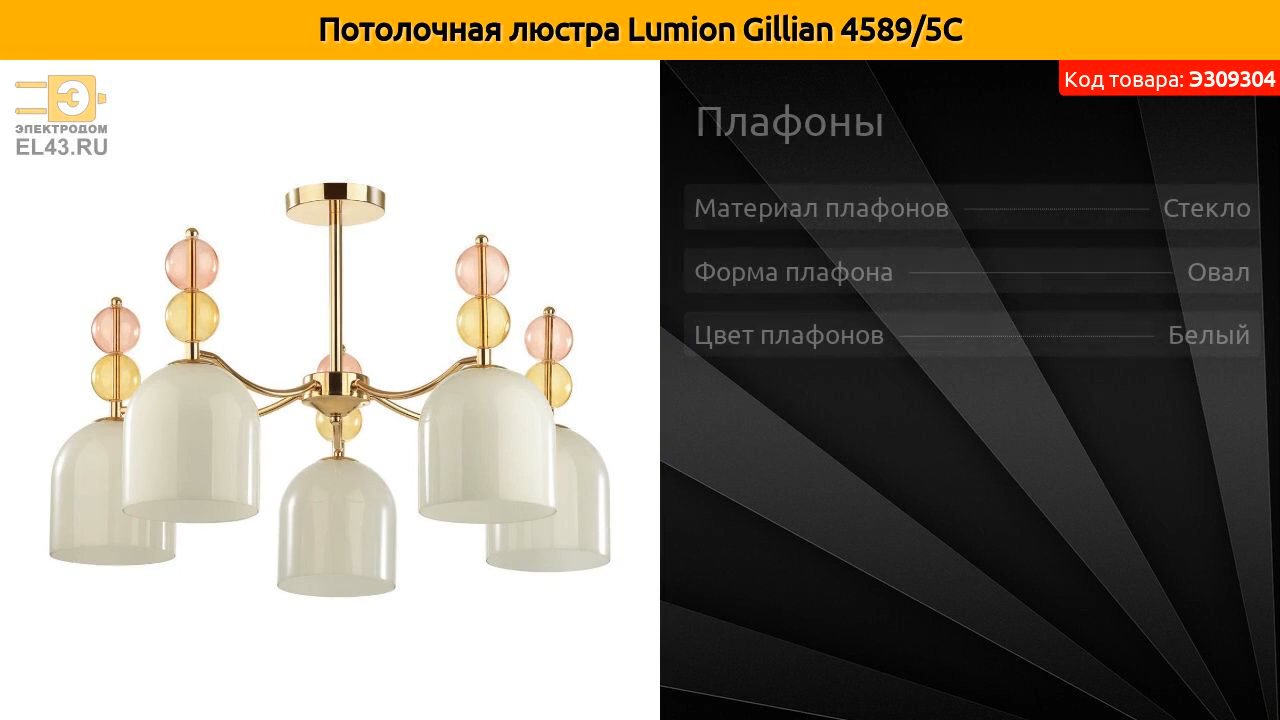 Потолочная люстра Lumion Gillian 4589/5C
Код товара: Э309304
Э
ЭЛЕКТРОДОМ
EL43.RU
Плафоны
Материал плафонов Стекло
Форма плафона Овал
Цвет плафонов Белый